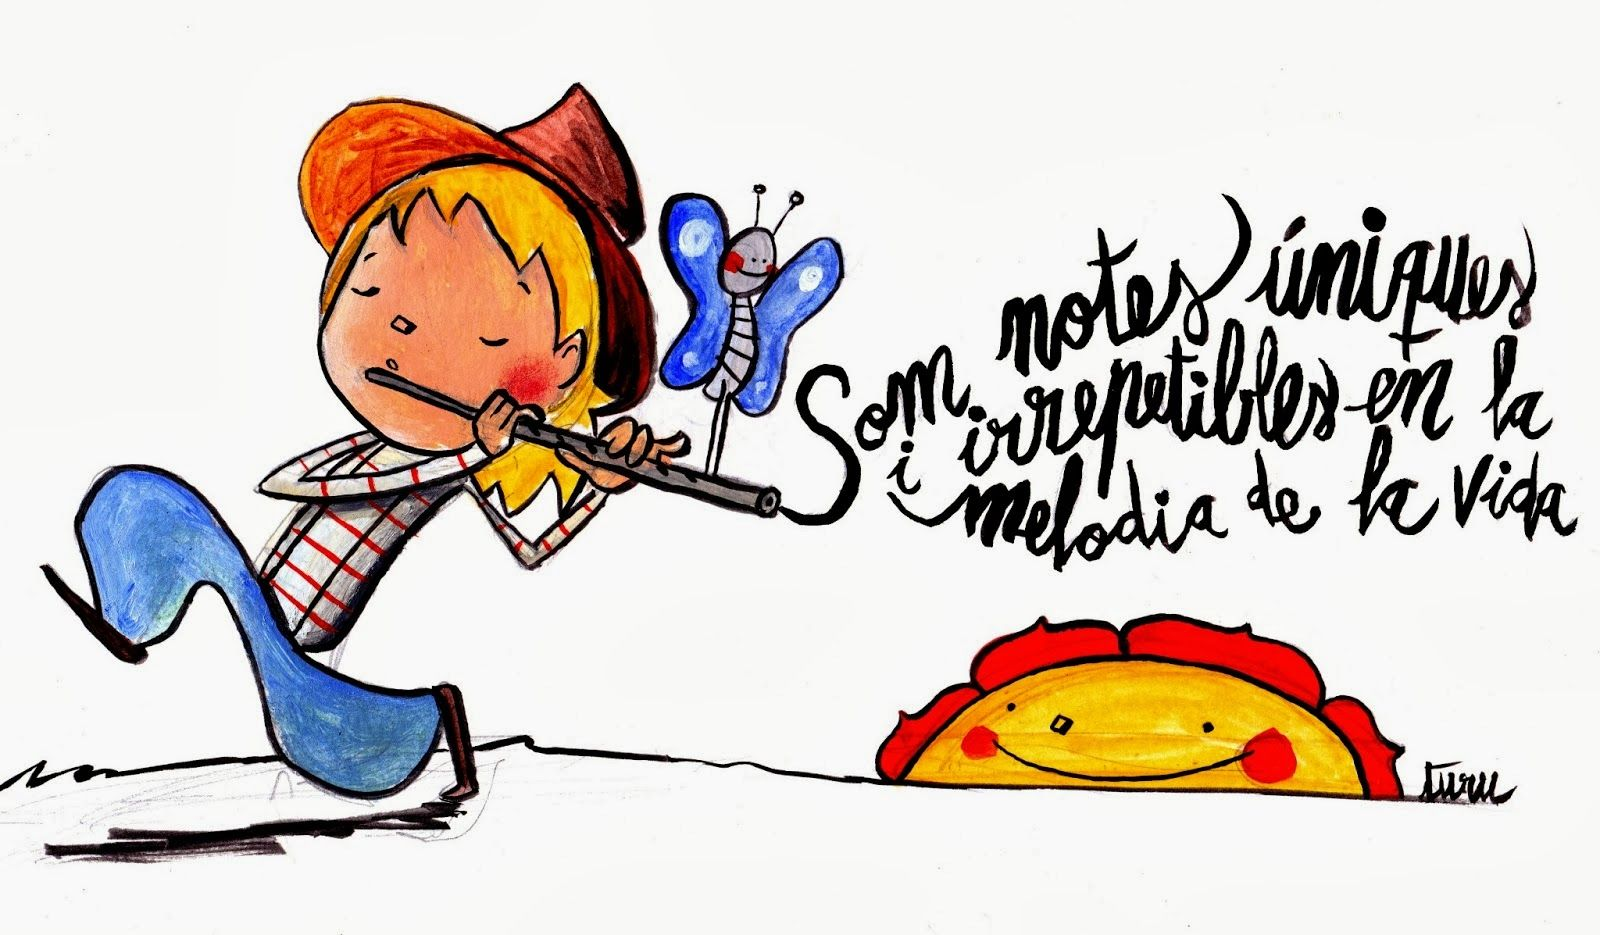 Som notes úniques
i irrepetibles en la
melodia de la vida
turu